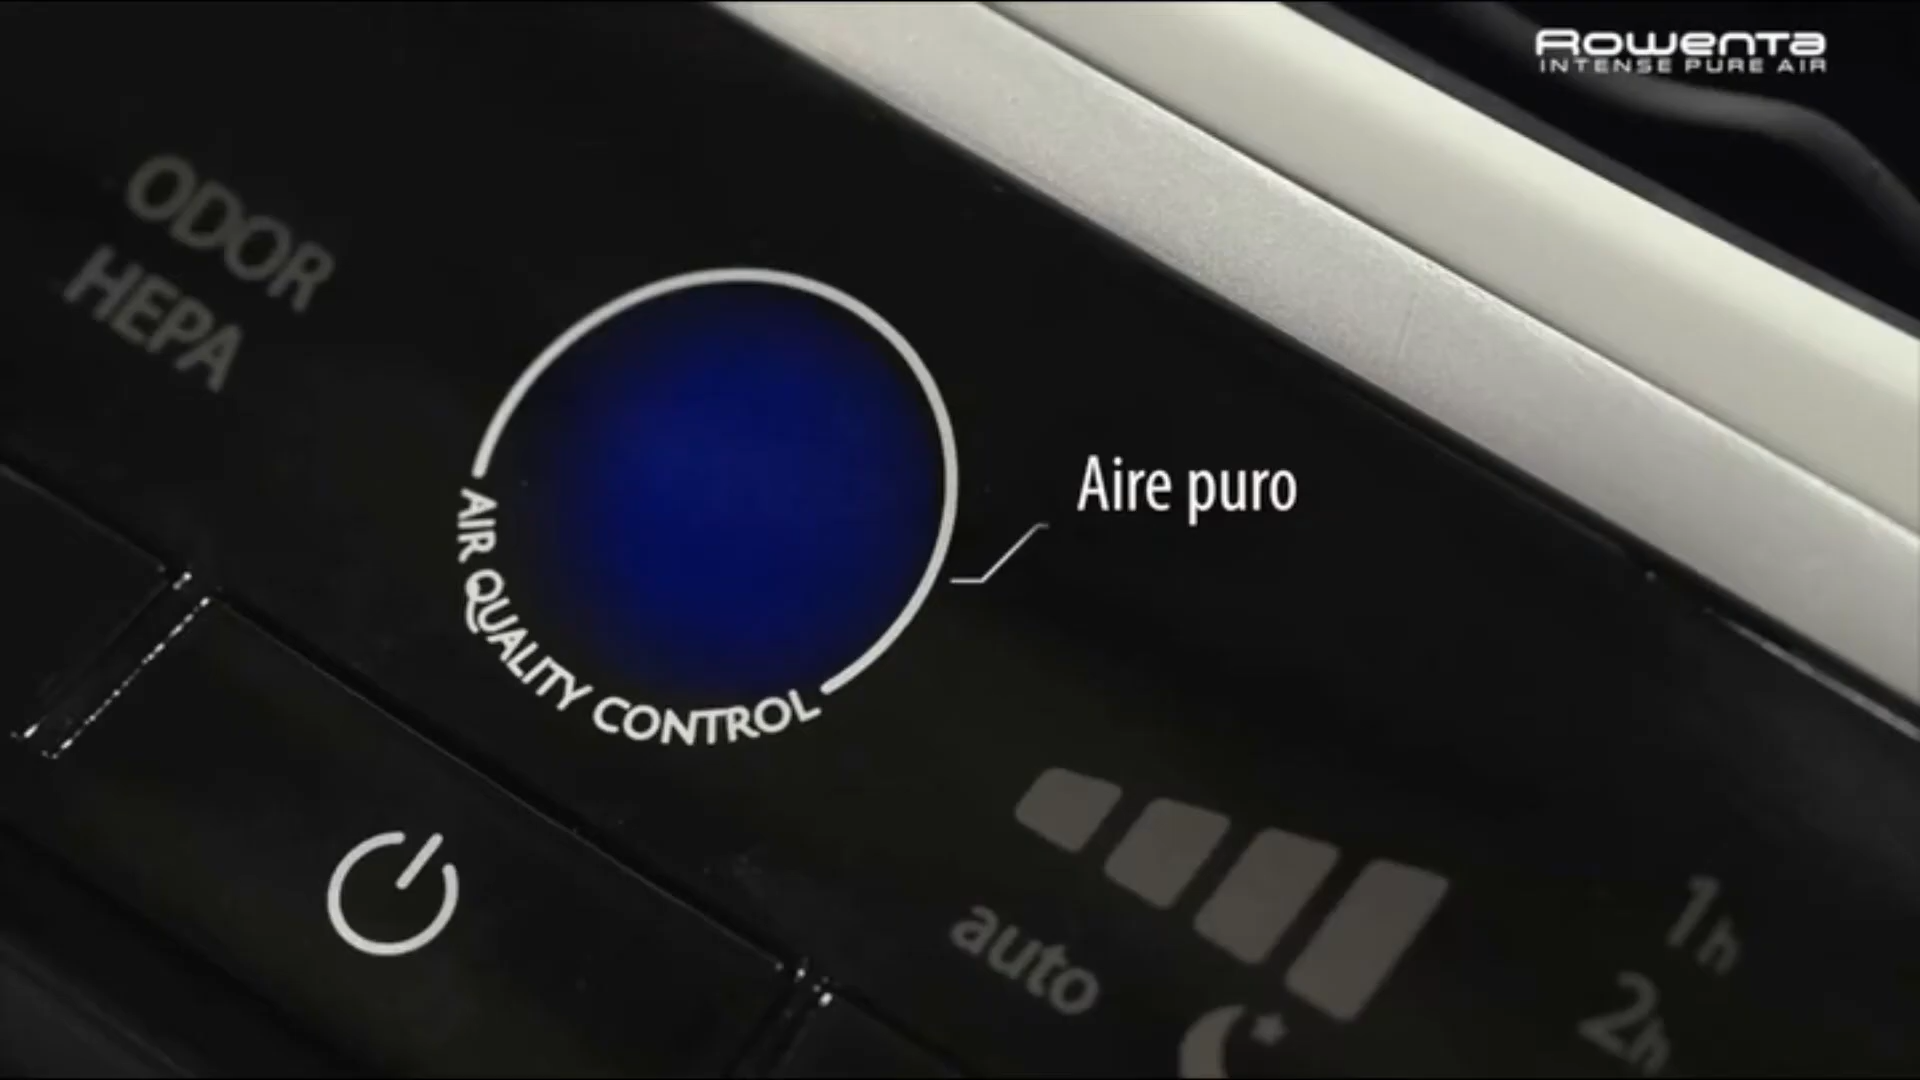 Rowenta
INTENSE PURE AIR
ODOR
HEPA
Aire puro
AIR QUALITY CONTROL
auto
1h
2h